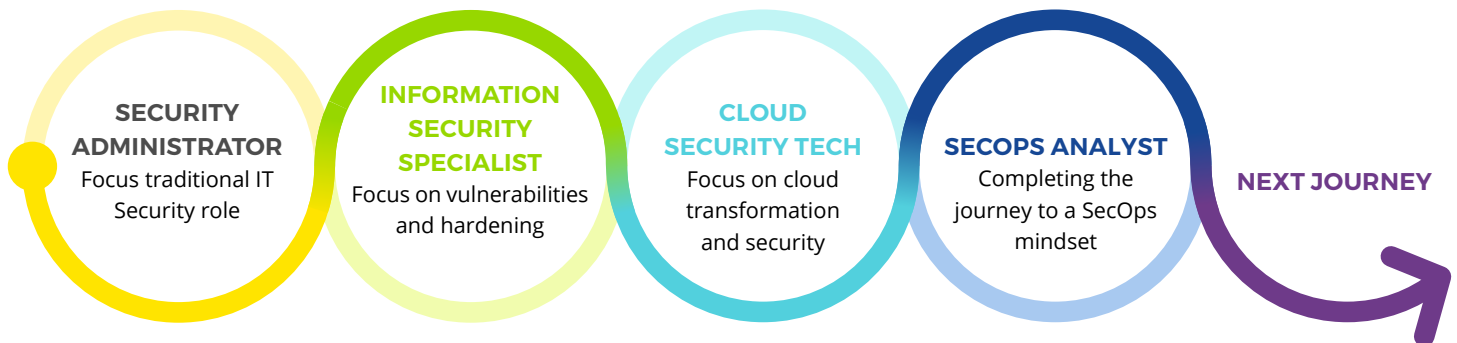 SECURITY
ADMINISTRATOR
Focus traditional IT
Security role
INFORMATION
SECURITY
SPECIALIST
Focus on vulnerabilities
and hardening
CLOUD
SECURITY TECH
Focus on cloud
transformation
and security
SECOPS ANALYST
Completing the
journey to a SecOps
mindset
NEXT JOURNEY